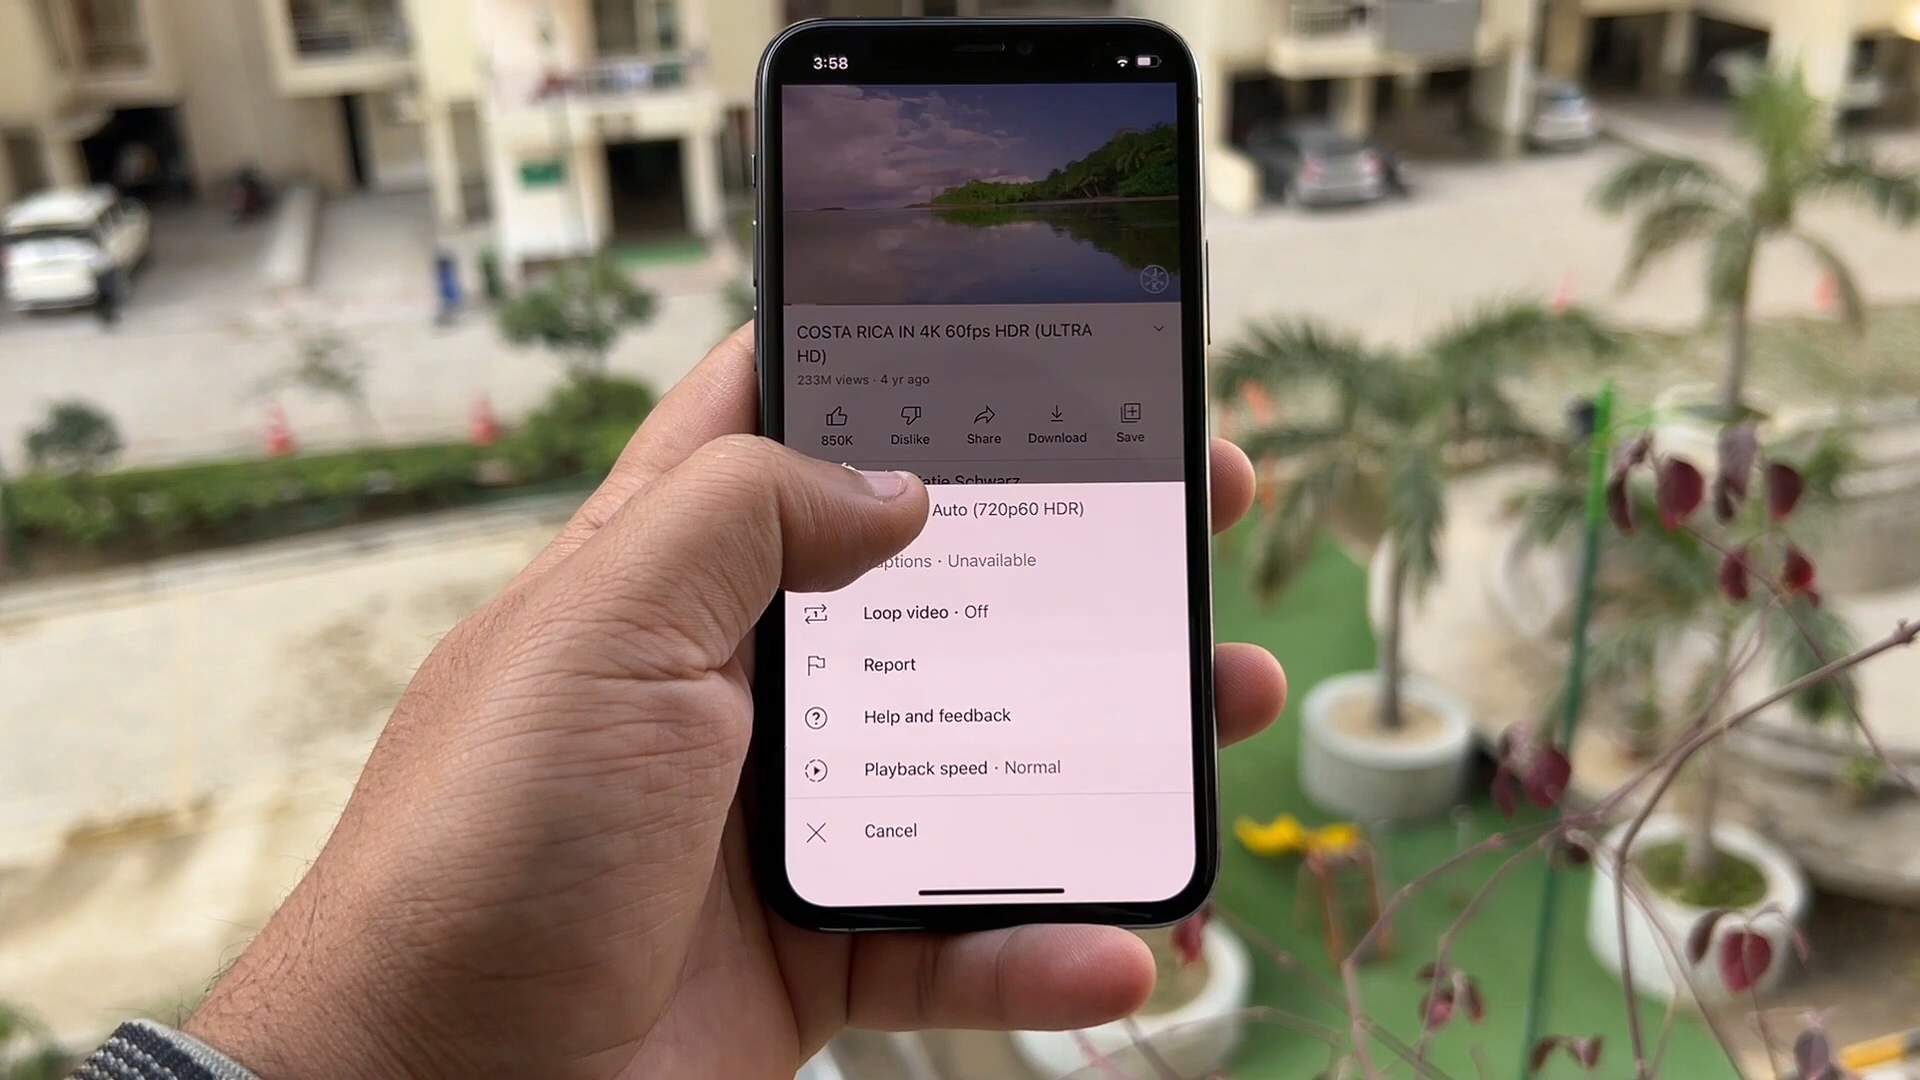 3:58
COSTA RICA IN 4K 60fps HDR (ULTRA
HD)
233M views · 4 yr ago
850K Dislike Share Download Save
Schwarz
Auto (720p60 HDR)
Unavailable
Loop video · Off
Report
Help and feedback
Playback speed · Normal
Cancel